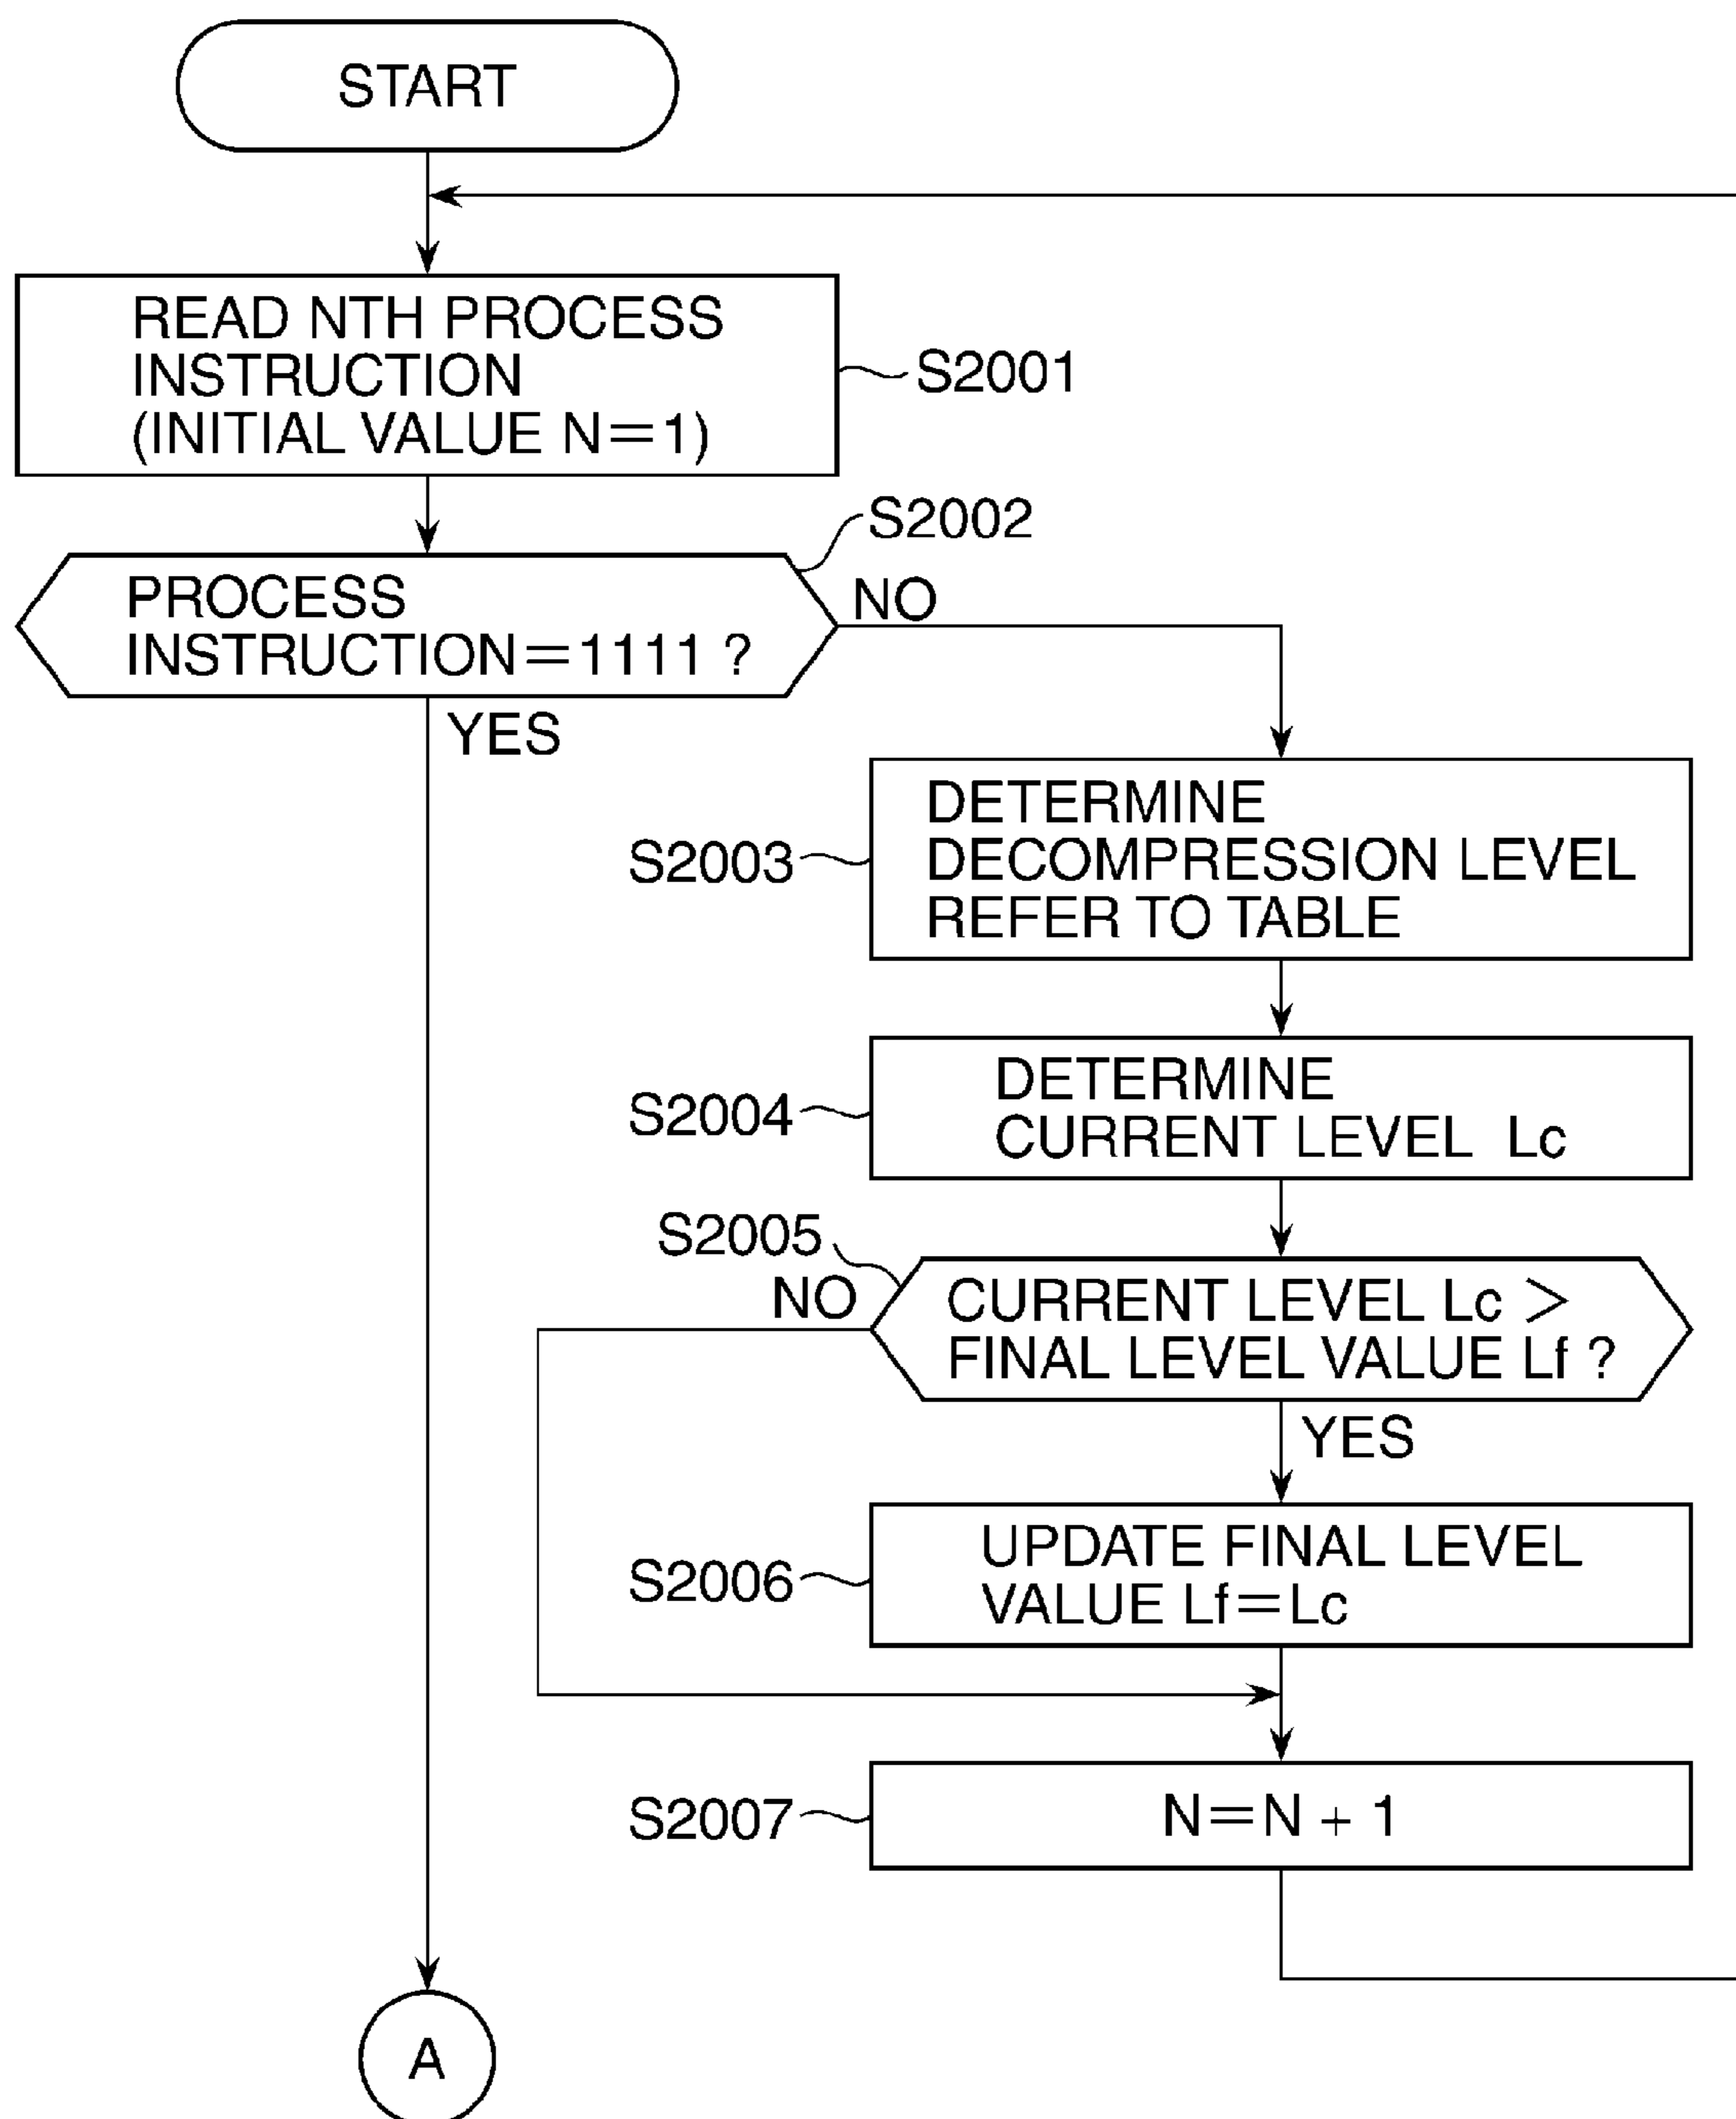 START
READ NTH PROCESS
INSTRUCTION
(INITIAL VALUE N=1)
S2001
S2002
PROCESS
INSTRUCTION=1111 ?
NO
YES
DETERMINE
DECOMPRESSION LEVEL
REFER TO TABLE
S2003
DETERMINE
CURRENT LEVEL Lc
S2004
S2005
NO
CURRENT LEVEL Lc >
FINAL LEVEL VALUE Lf ?
YES
UPDATE FINAL LEVEL
VALUE Lf=Lc
S2006
S2007
N=N + 1
A